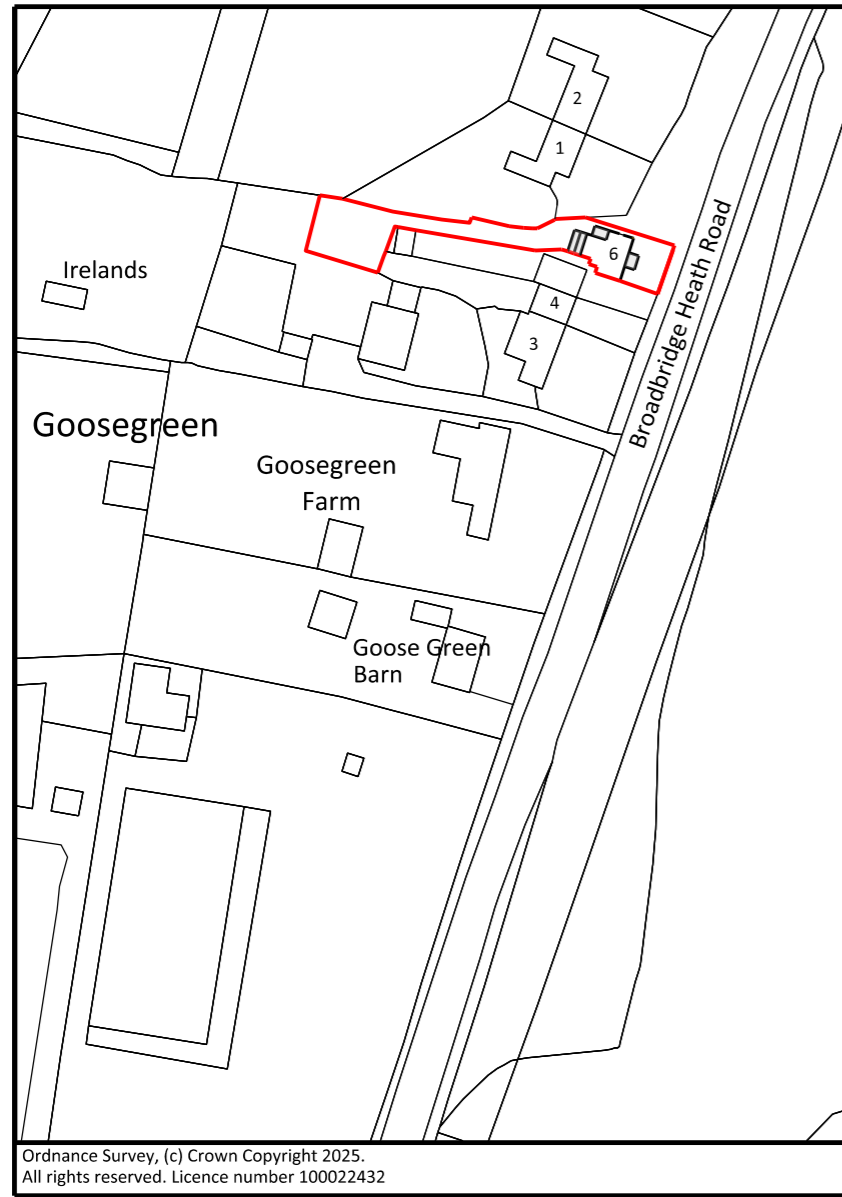 2
1
6
Irelands
4
3
Broadbridge Heath Road
Goosegreen
Goosegreen
Farm
Goose Green
Barn
Ordnance Survey, (c) Crown Copyright 2025.
All rights reserved. Licence number 100022432